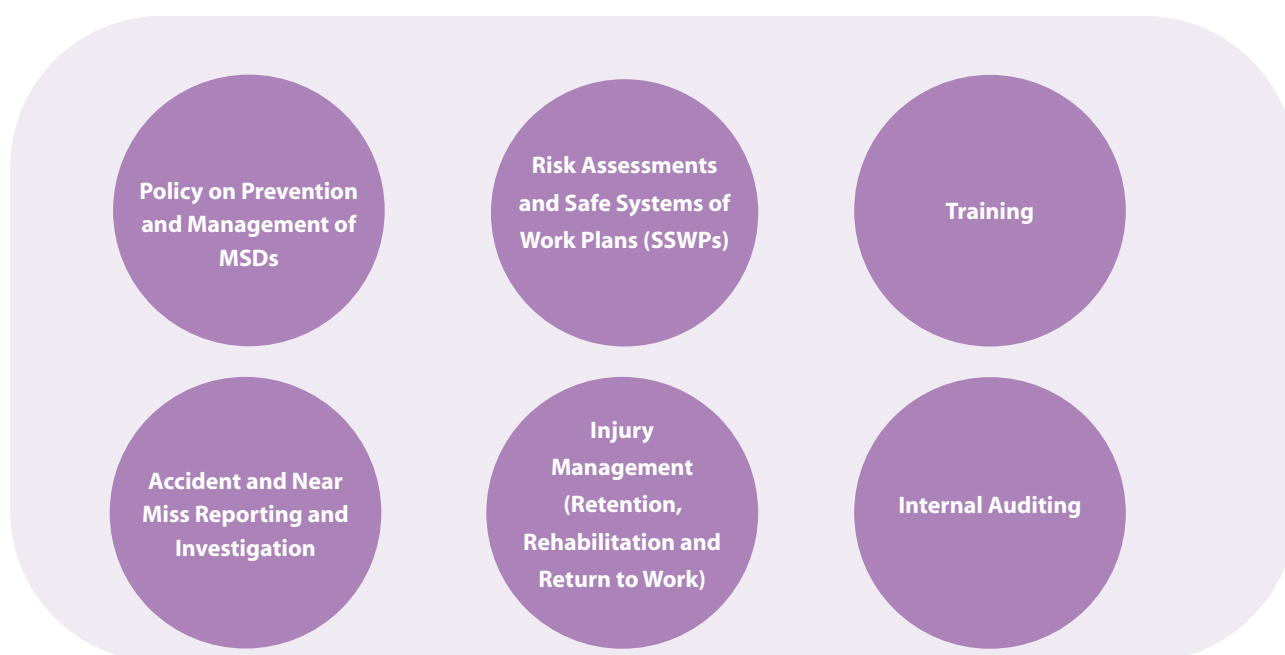 Policy on Prevention
and Management of
MSDs
Risk Assessments
and Safe Systems of
Work Plans (SSWPs)
Training
Accident and Near
Miss Reporting and
Investigation
Injury
Management
(Retention,
Rehabilitation and
Return to Work)
Internal Auditing